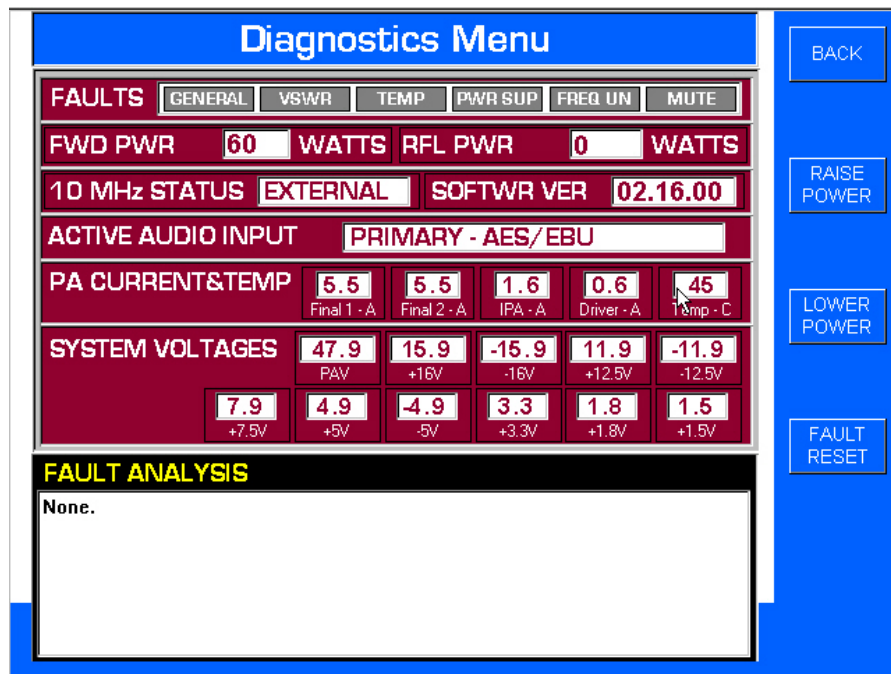 Diagnostics Menu
BACK
FAULTS GENERAL VSWR TEMP PWR SUP FREQ UN MUTE
FWD PWR 60 WATTS RFL PWR 0 WATTS
RAISE
POWER
10 MHz STATUS EXTERNAL SOFTWR VER 02.16.00
ACTIVE AUDIO INPUT PRIMARY - AES/EBU
PA CURRENT&TEMP 5.5 5.5 1.6 0.6 45
Final 1 - A Final 2 - A IPA - A Driver - A Temp - C
LOWER
POWER
SYSTEM VOLTAGES 47.9 15.9 -15.9 11.9 -11.9
PAV +16V -16V +12.5V -12.5V
7.9 4.9 -4.9 3.3 1.8 1.5
+7.5V +5V -5V +3.3V +1.8V +1.5V
FAULT
RESET
FAULT ANALYSIS
None.